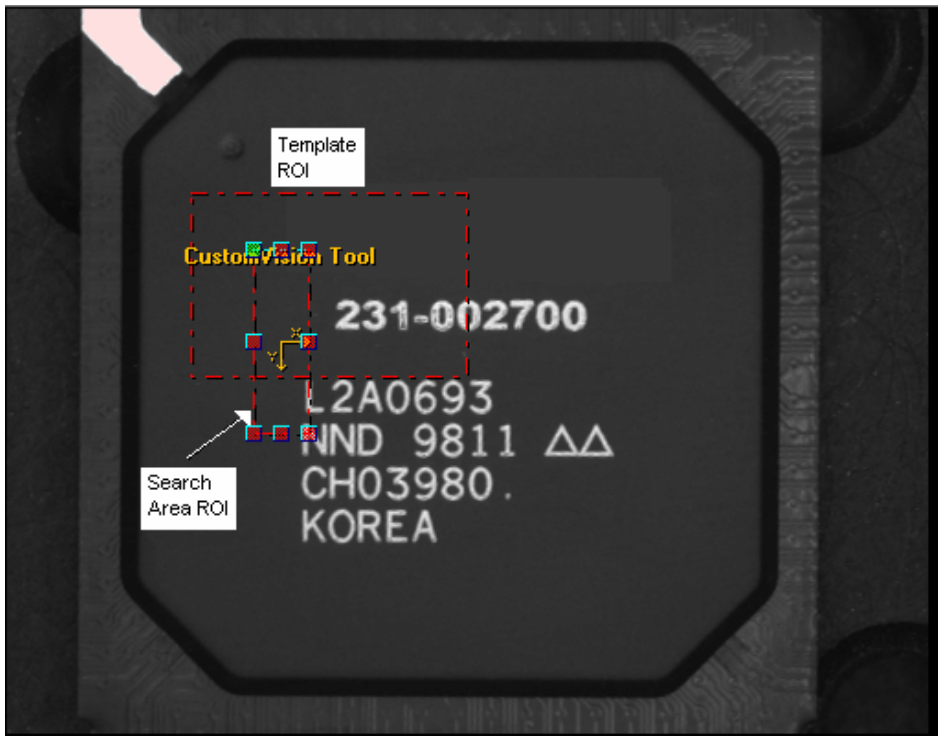 Template
ROI
CustomVision Tool
X
Y
231-002700
L2A0693
NND 9811 ΔΔ
CH03980.
KOREA
Search
Area ROI